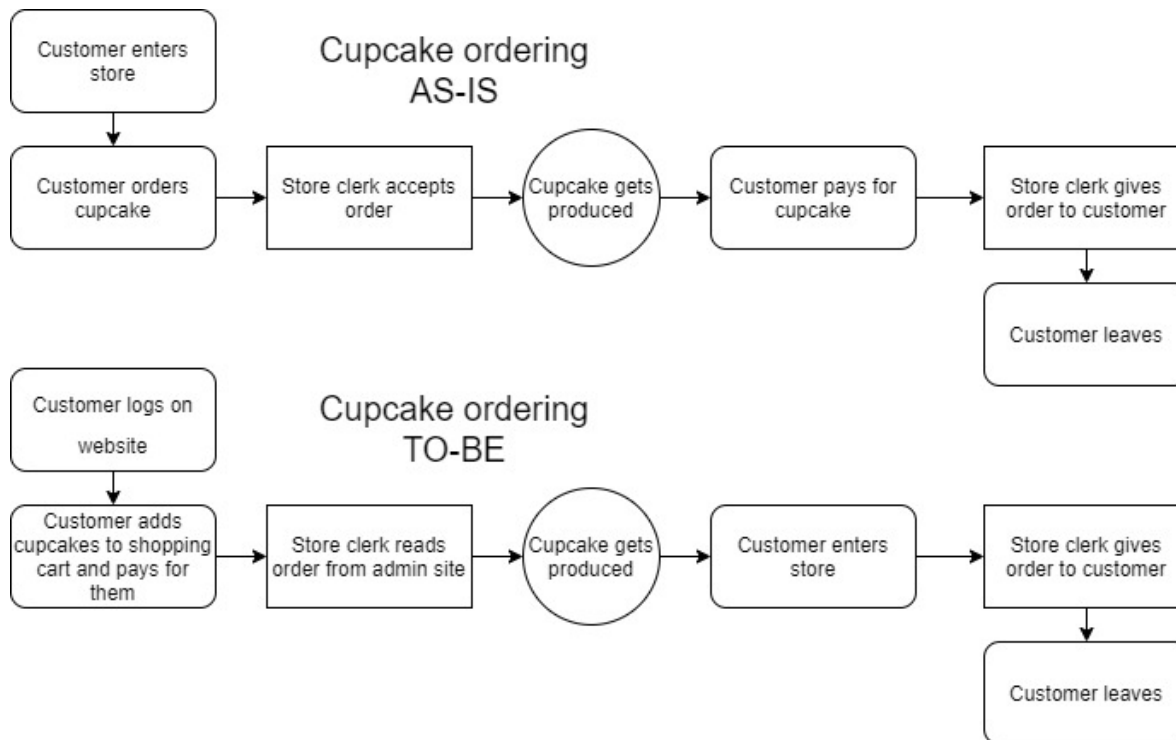 Customer enters
store
Cupcake ordering
AS-IS
Customer orders
cupcake
Store clerk accepts
order
Cupcake gets
produced
Customer pays for
cupcake
Store clerk gives
order to customer
Customer leaves
Customer logs on
website
Cupcake ordering
TO-BE
Customer adds
cupcakes to shopping
cart and pays for
them
Store clerk reads
order from admin site
Cupcake gets
produced
Customer enters
store
Store clerk gives
order to customer
Customer leaves